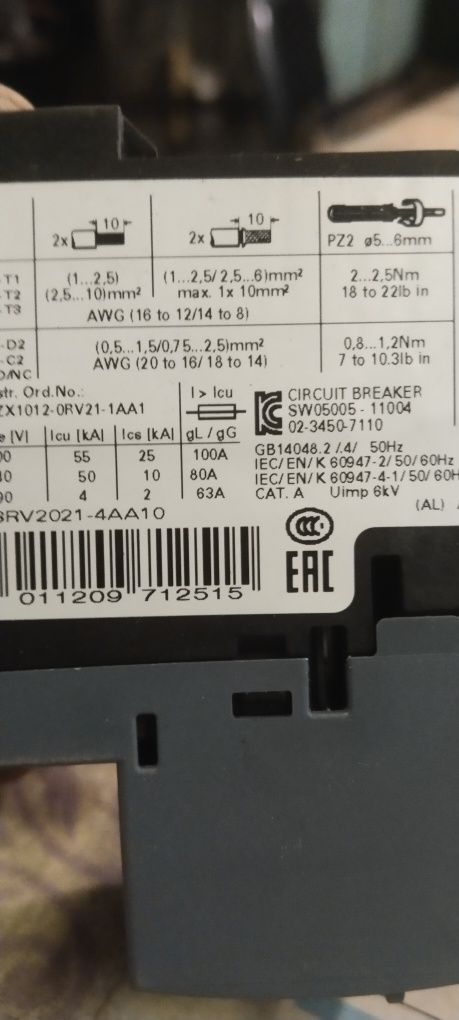 10 10
2x 2x PZ2 ø5...6mm
-T1 (1...2,5) (1...2,5/2,5...6)mm² 2...2,5Nm
-T2 (2,5...10)mm² max. 1x 10mm² 18 to 22lb in
-T3 AWG (16 to 12/14 to 8)
-D2 (0,5...1,5/0,75...2,5)mm² 0,8...1,2Nm
-C2 AWG (20 to 16/18 to 14) 7 to 10.3lb in
O/NC
str. Ord.No.: I > Icu CIRCUIT BREAKER
ZX1012-0RV21-1AA1 SW05005 - 11004
02-3450-7110
[V] Icu [kA] Ics [kA] gL / gG GB14048.2 /.4/ 50Hz
00 55 25 100A IEC/EN/K 60947-2/50/60Hz
50 10 80A IEC/EN/K 60947-4-1/50/60H
90 4 2 63A CAT. A Uimp 6kV
(AL)
3RV2021-4AA10
CCC
EAC
011209 712515